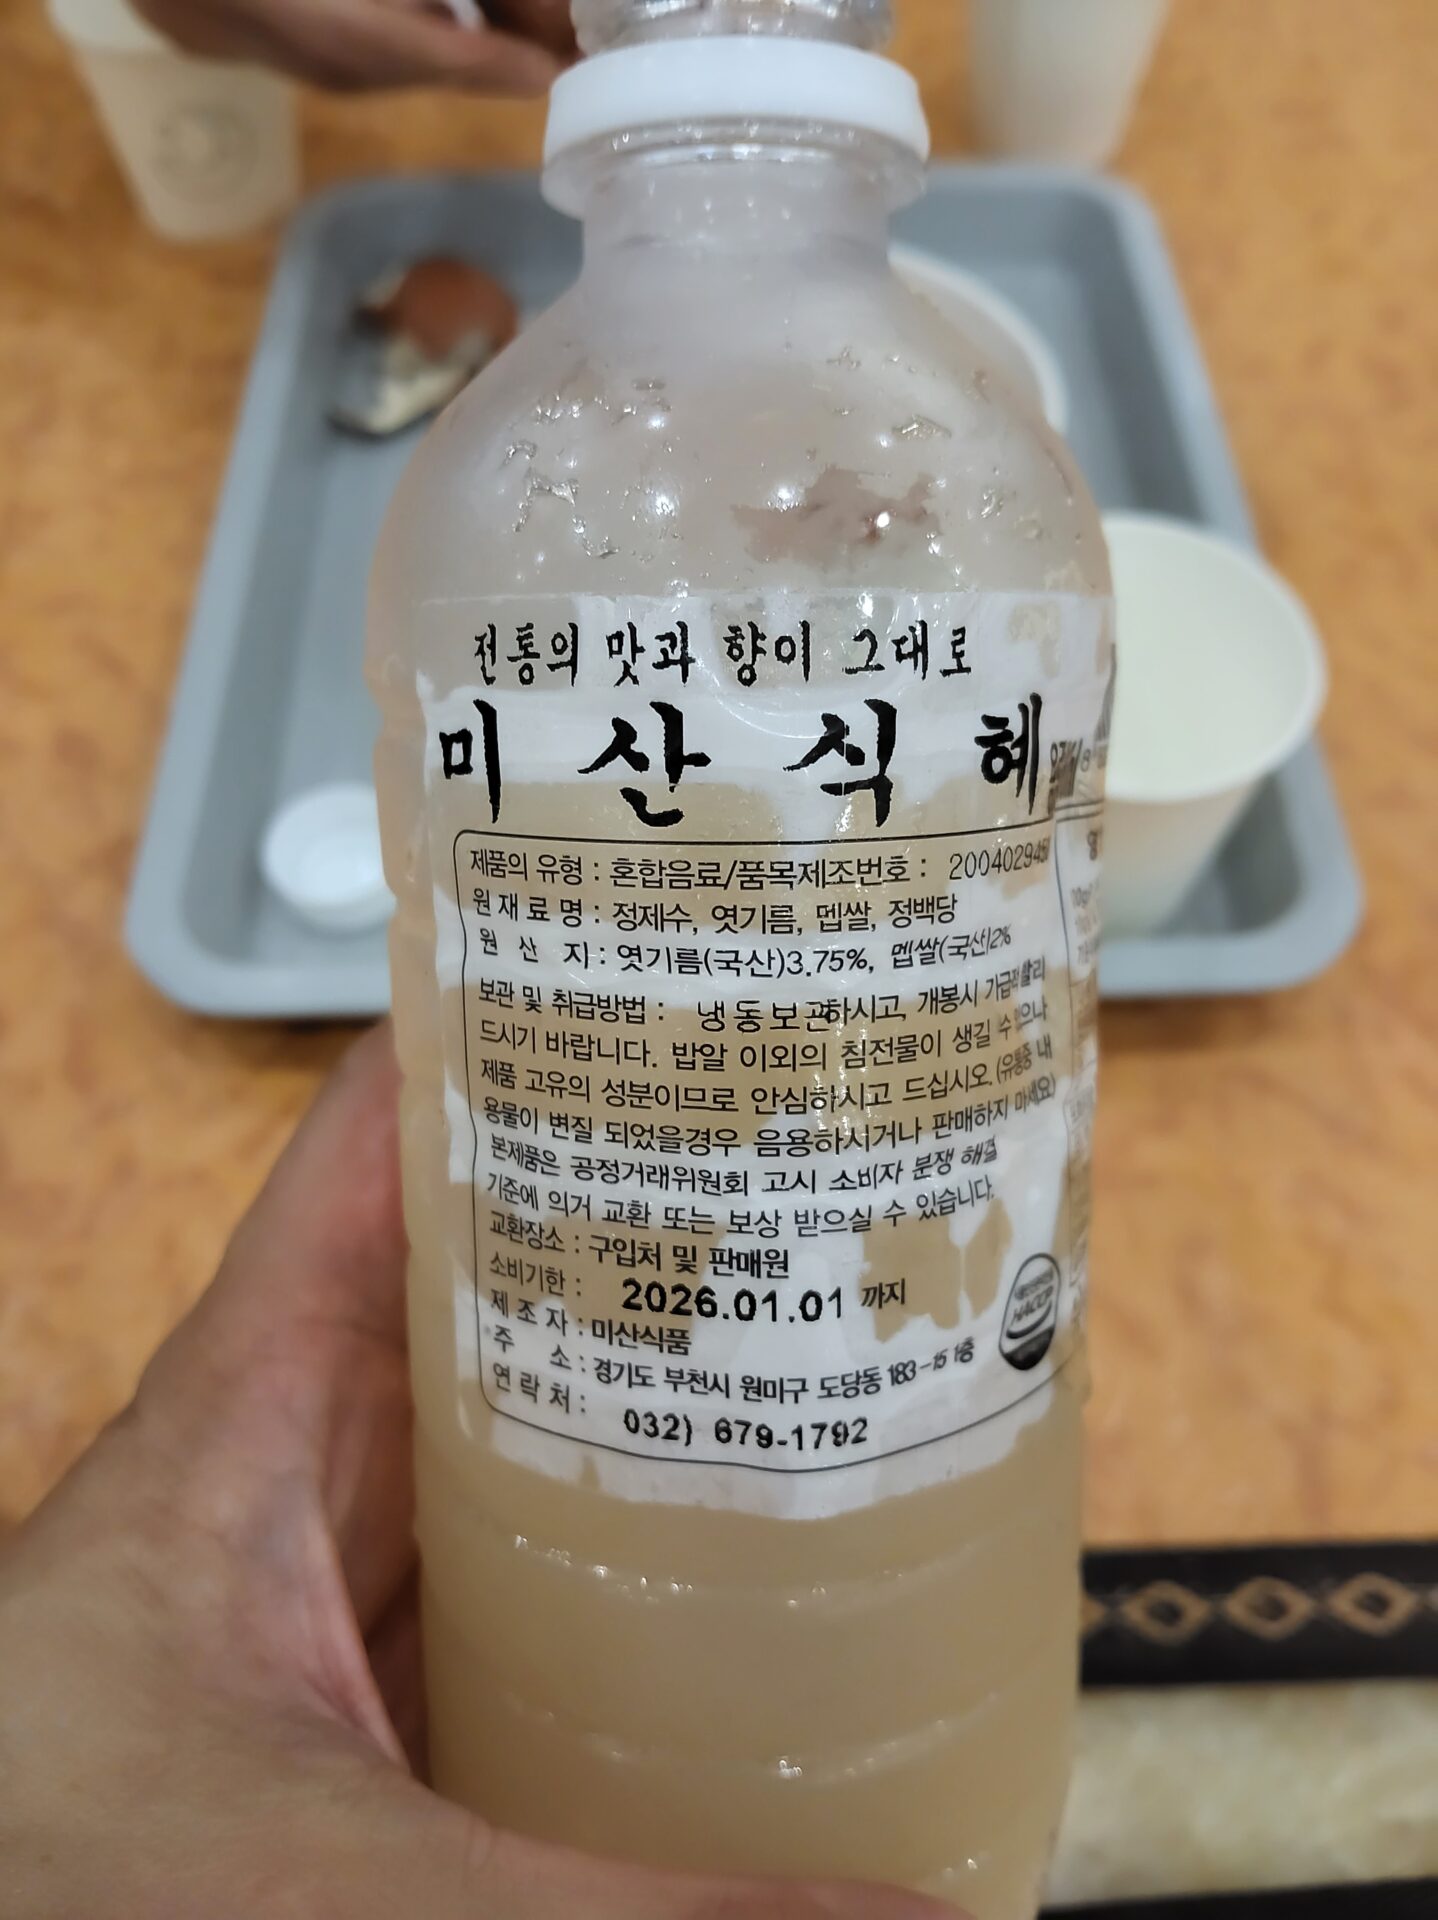 전통의 맛과 향이 그대로
미산식혜
제품의 유형 : 혼합음료/품목제조번호 :
원재료명 : 정제수, 엿기름, 멥쌀, 정백당
원 산 지 : 엿기름(국산)3.75%, 멥쌀(국산)2%
보관 및 취급방법 : 냉동보관하시고, 개봉시 가급적 빨리
드시기 바랍니다. 밥알 이외의 침전물이 생길 수 있으나
제품 고유의 성분이므로 안심하시고 드십시오.(유통중 내
용물이 변질 되었을경우 음용하시거나 판매하지 마세요)
본제품은 공정거래위원회 고시 소비자 분쟁 해결
기준에 의거 교환 또는 보상 받으실 수 있습니다.
교환장소 : 구입처 및 판매원
소비기한 : 2026.01.01 까지
제 조 자 : 미산식품
주 소 : 경기도 부천시 원미구 도당동 183-15 1층
연 락 처 : 032) 679-1792
HACCP